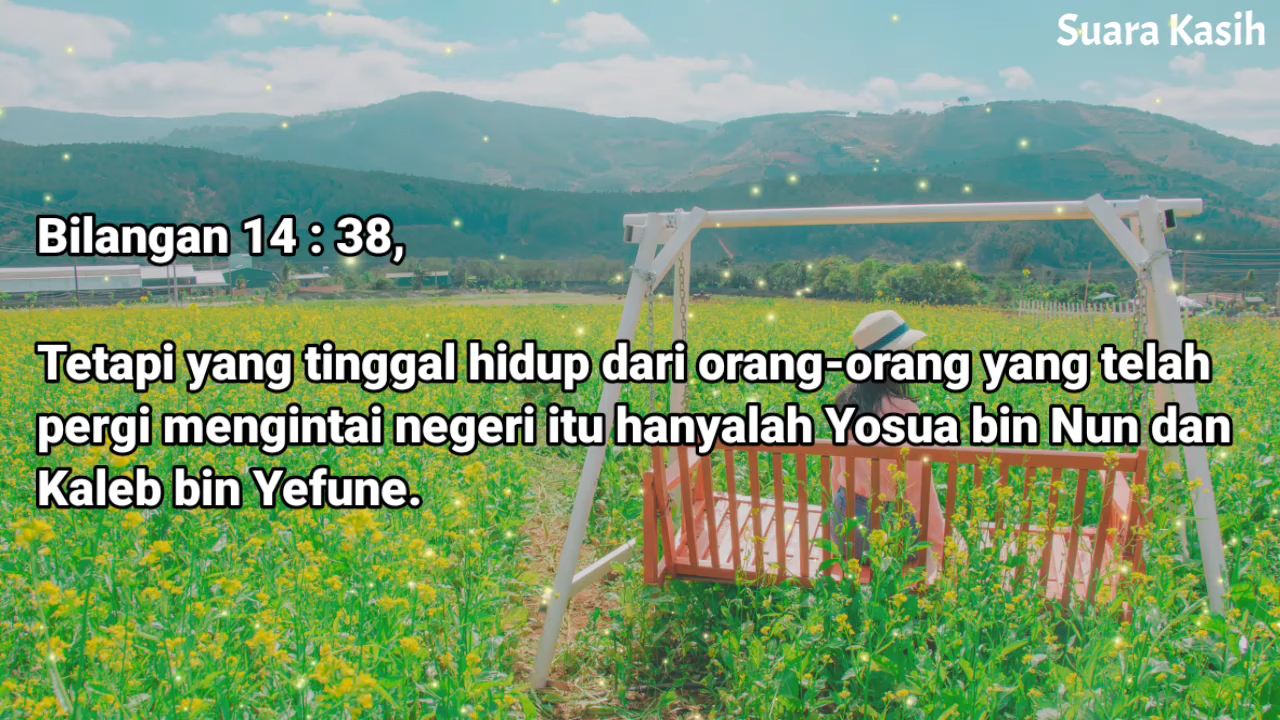 Suara Kasih
Bilangan 14 : 38,
Tetapi yang tinggal hidup dari orang-orang yang telah
pergi mengintai negeri itu hanyalah Yosua bin Nun dan
Kaleb bin Yefune.